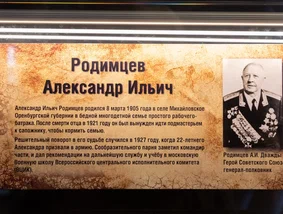 Родимцев
Александр Ильич
Александр Ильич Родимцев родился 8 марта 1905 года в селе Михайловское
Оренбургской губернии в бедной многодетной семье простого рабочего-
батрака. После смерти отца в 1921 году он был вынужден идти подмастерьем
к сапожнику, чтобы кормить семью.
Решительный поворот в его судьбе случился в 1927 году, когда 22-летнего
Александра призвали в армию. Сообразительного парня заметил командир
части, и дал рекомендации на дальнейшую службу и учёбу в московскую
Военную школу Всероссийского центрального исполнительного комитета
(ВЦИК).
Родимцев А.И. Дважды
Герой Советского Союза
генерал-полковник